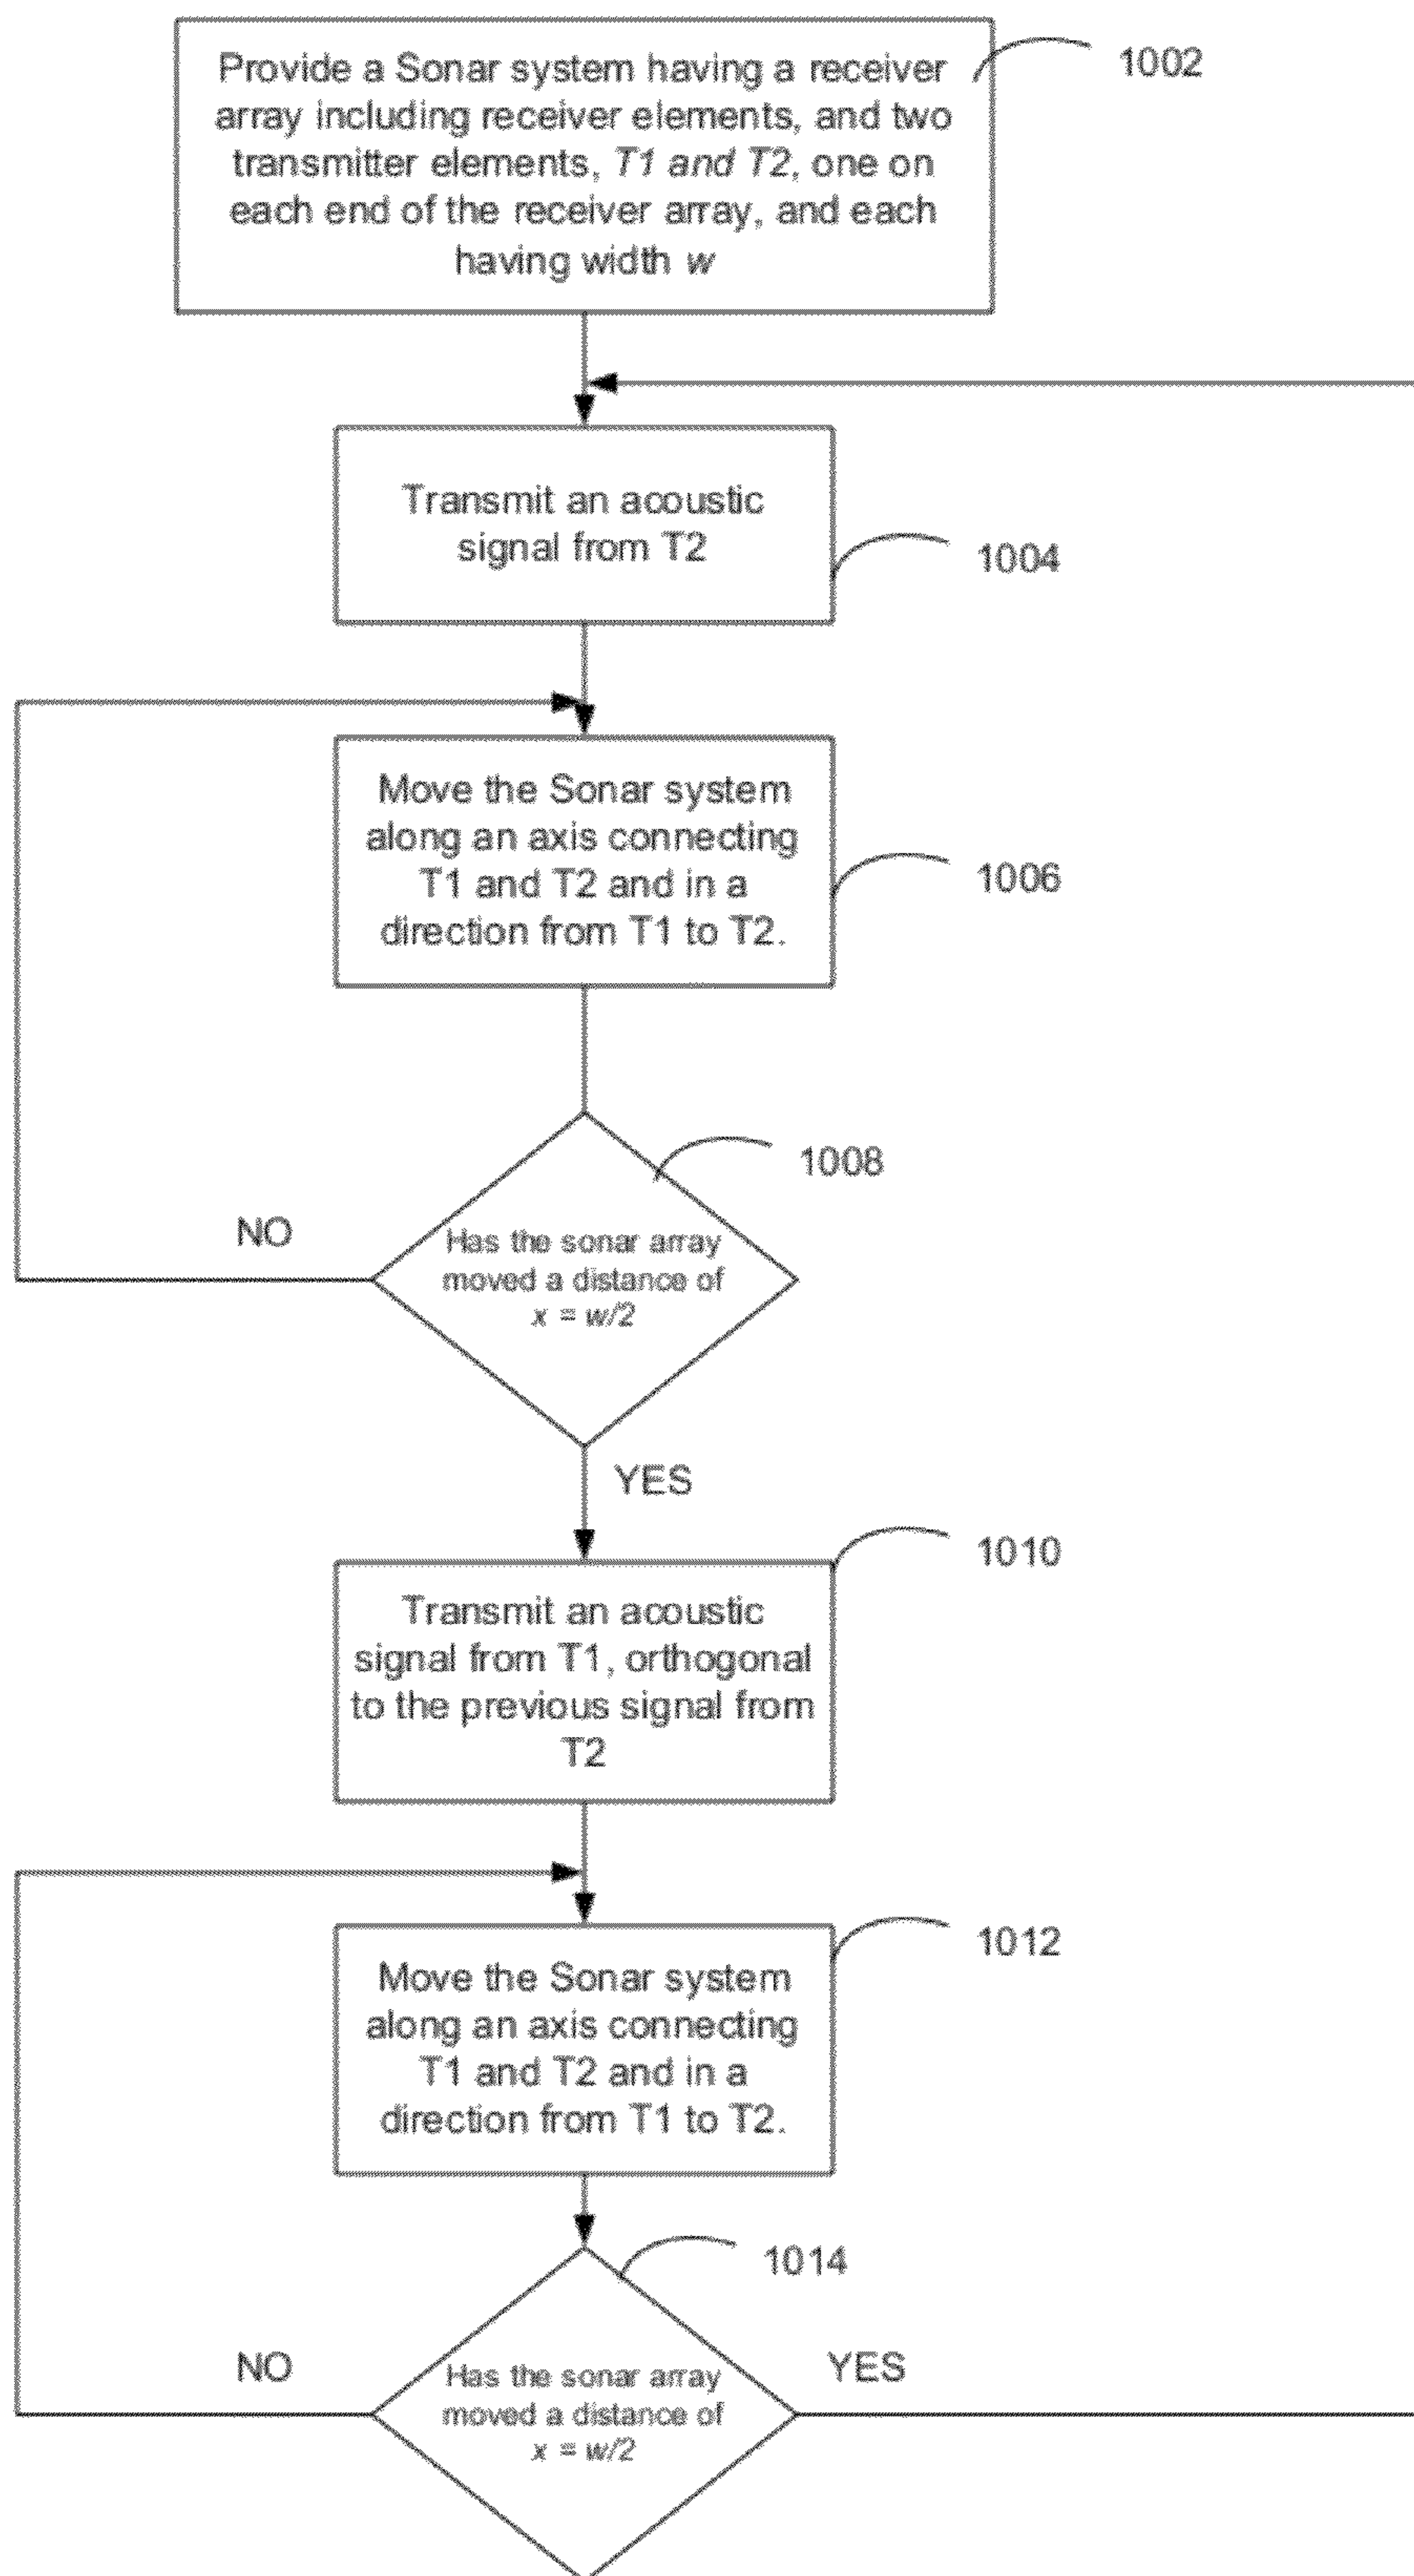 Provide a Sonar system having a receiver
array including receiver elements, and two
transmitter elements, T1 and T2, one on
each end of the receiver array, and each
having width w
1002
Transmit an acoustic
signal from T2
1004
Move the Sonar system
along an axis connecting
T1 and T2 and in a
direction from T1 to T2.
1006
1008
Has the sonar array
moved a distance of
x = w/2
NO
YES
1010
Transmit an acoustic
signal from T1, orthogonal
to the previous signal from
T2
1012
Move the Sonar system
along an axis connecting
T1 and T2 and in a
direction from T1 to T2.
1014
NO
Has the sonar array
moved a distance of
x = w/2
YES